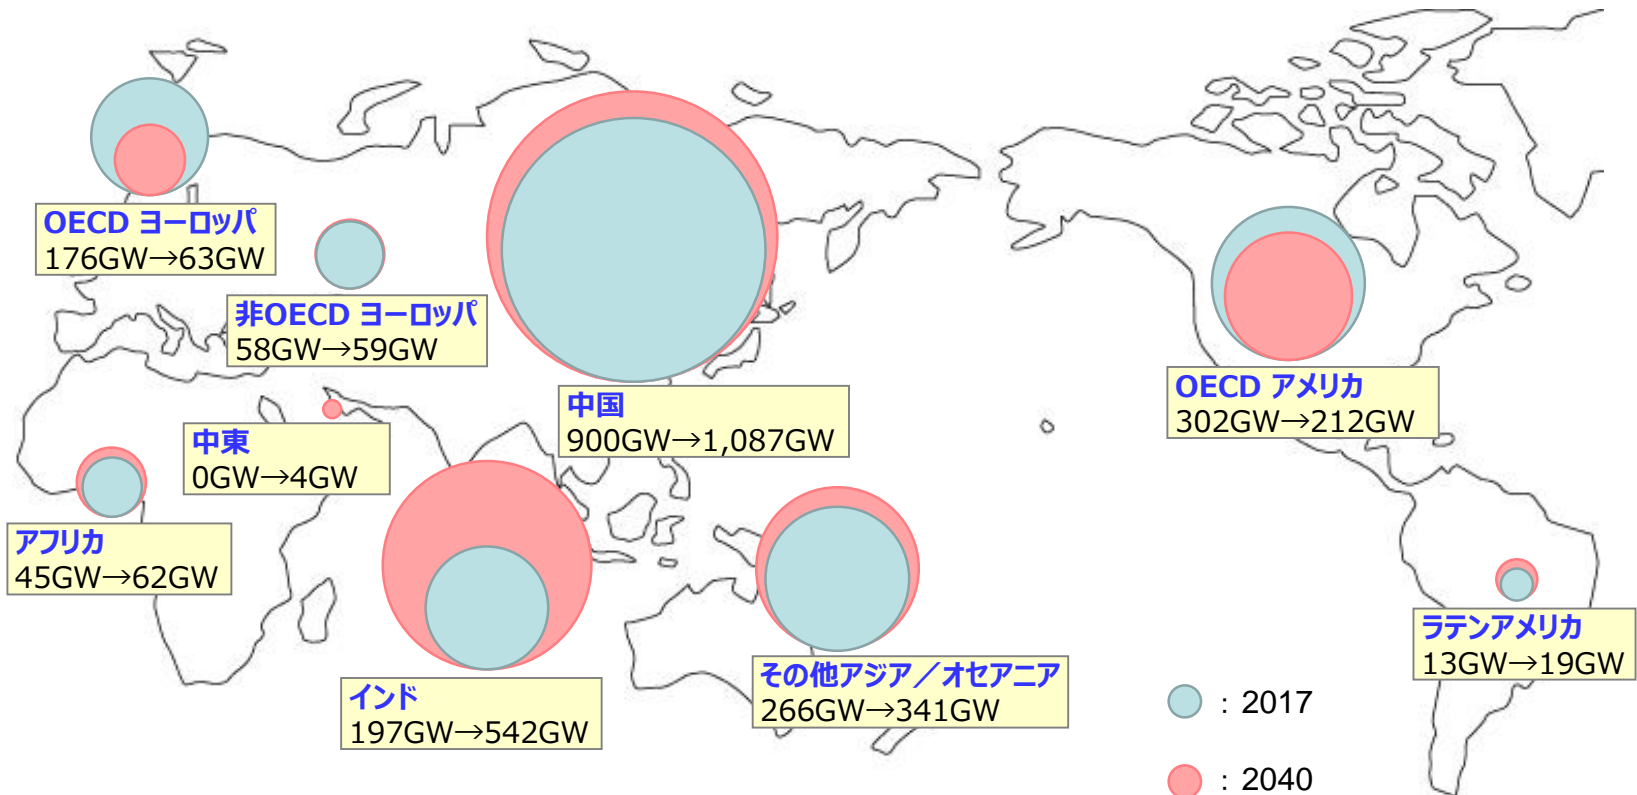 OECD ヨーロッパ
176GW→63GW
非OECD ヨーロッパ
58GW→59GW
中国
900GW→1,087GW
OECD アメリカ
302GW→212GW
中東
0GW→4GW
アフリカ
45GW→62GW
インド
197GW→542GW
その他アジア／オセアニア
266GW→341GW
ラテンアメリカ
13GW→19GW
：2017
：2040